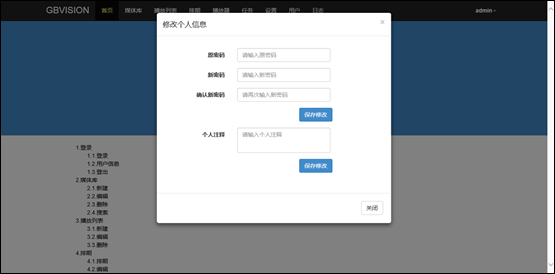 GBVISION 首页 媒体库 播放列表 排期 播放器 任务 设置 用户 日志 admin
修改个人信息 ×
原密码 请输入原密码
新密码 请输入新密码
确认新密码 请再次输入新密码
保存修改
个人注释 请输入个人注释
保存修改
关闭
1.登录
1.1.登录
1.2.用户信息
1.3.登出
2.媒体库
2.1.新建
2.2.编辑
2.3.删除
2.4.搜索
3.播放列表
3.1.新建
3.2.编辑
3.3.删除
4.排期
4.1.排期
4.2.编辑